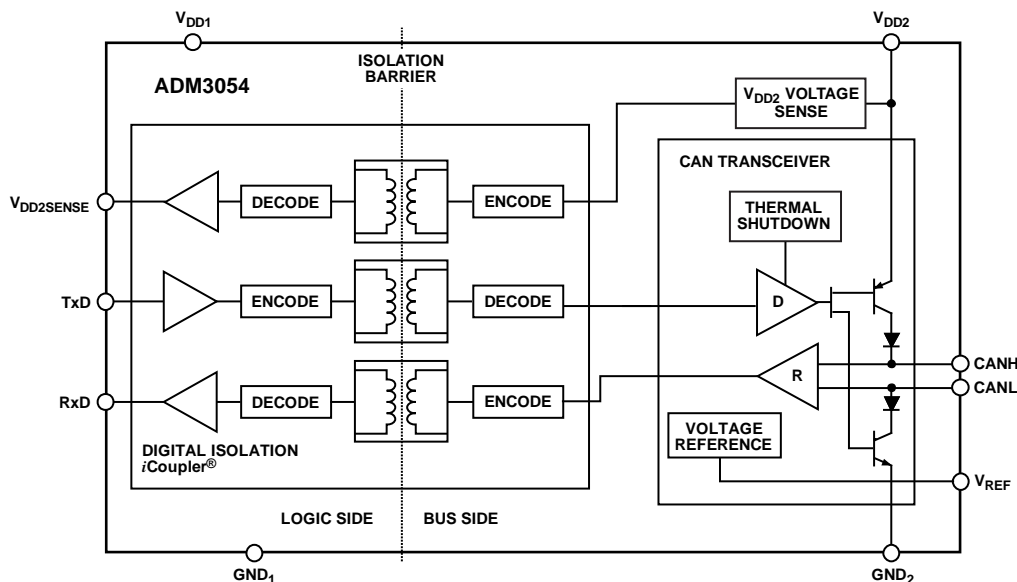 VDD1
VDD2
ADM3054
ISOLATION
BARRIER
VDD2 VOLTAGE
SENSE
CAN TRANSCEIVER
VDD2SENSE
DECODE
ENCODE
THERMAL
SHUTDOWN
TxD
ENCODE
DECODE
D
RxD
DECODE
ENCODE
R
CANH
CANL
VOLTAGE
REFERENCE
DIGITAL ISOLATION
iCoupler®
VREF
LOGIC SIDE
BUS SIDE
GND1
GND2